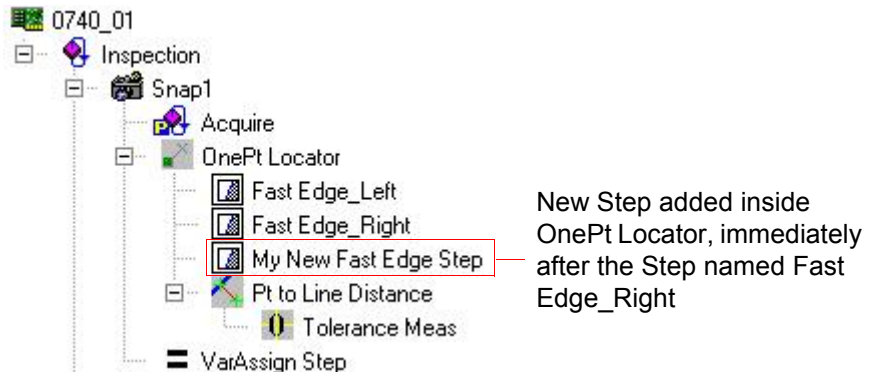 0740_01
Inspection
Snap1
Acquire
OnePt Locator
Fast Edge_Left
Fast Edge_Right
My New Fast Edge Step
Pt to Line Distance
Tolerance Meas
VarAssign Step
New Step added inside
OnePt Locator, immediately
after the Step named Fast
Edge_Right